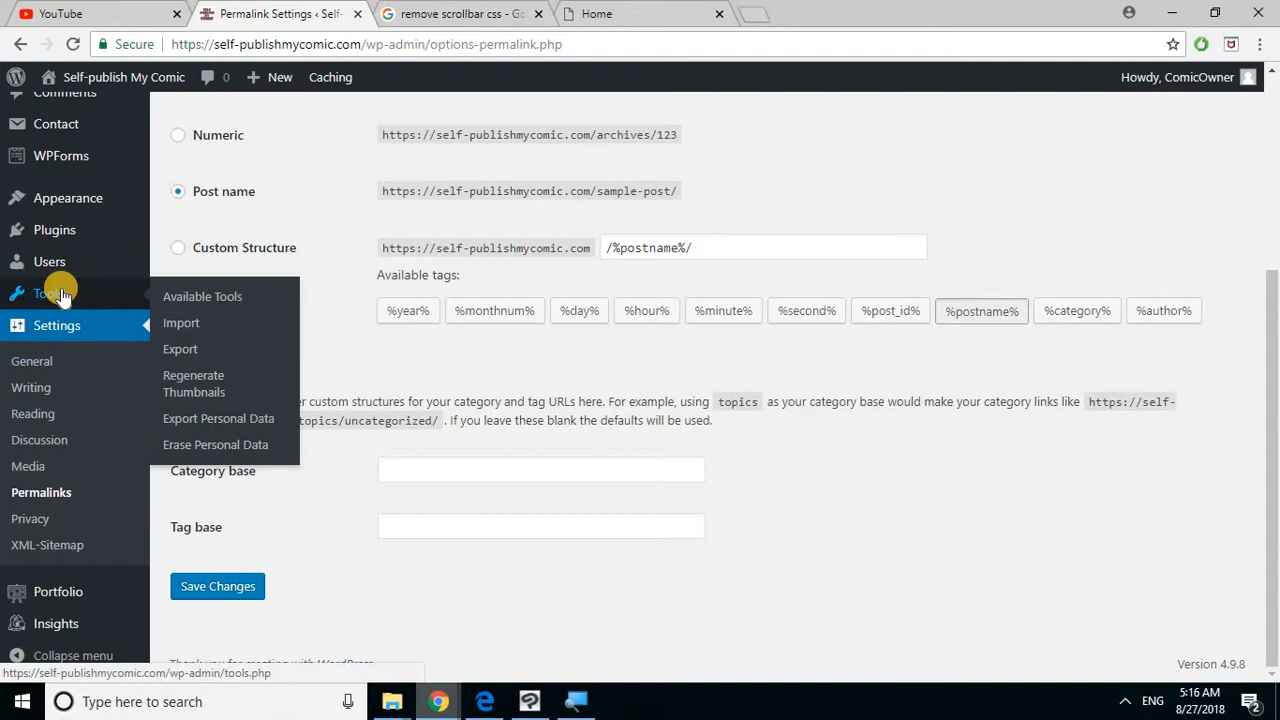 YouTube
Permalink Settings ‹ Self-
remove scrollbar css - Go
Home
Secure
https://self-publishmycomic.com/wp-admin/options-permalink.php
Self-publish My Comic
0
New
Caching
Howdy, ComicOwner
Comments
Contact
WPForms
Appearance
Plugins
Users
Settings
General
Writing
Reading
Discussion
Media
Permalinks
Privacy
XML-Sitemap
Portfolio
Insights
Collapse menu
Available Tools
Import
Export
Regenerate
Thumbnails
Export Personal Data
Erase Personal Data
Numeric
https://self-publishmycomic.com/archives/123
Post name
https://self-publishmycomic.com/sample-post/
Custom Structure
https://self-publishmycomic.com
/%postname%/
Available tags:
%year%
%monthnum%
%day%
%hour%
%minute%
%second%
%post_id%
%postname%
%category%
%author%
custom structures for your category and tag URLs here. For example, using topics as your category base would make your category links like https://self-
topics/uncategorized/ . If you leave these blank the defaults will be used.
Category base
Tag base
Save Changes
Thank you for creating with WordPress.
Version 4.9.8
https://self-publishmycomic.com/wp-admin/tools.php
Type here to search
ENG
5:16 AM
8/27/2018
2